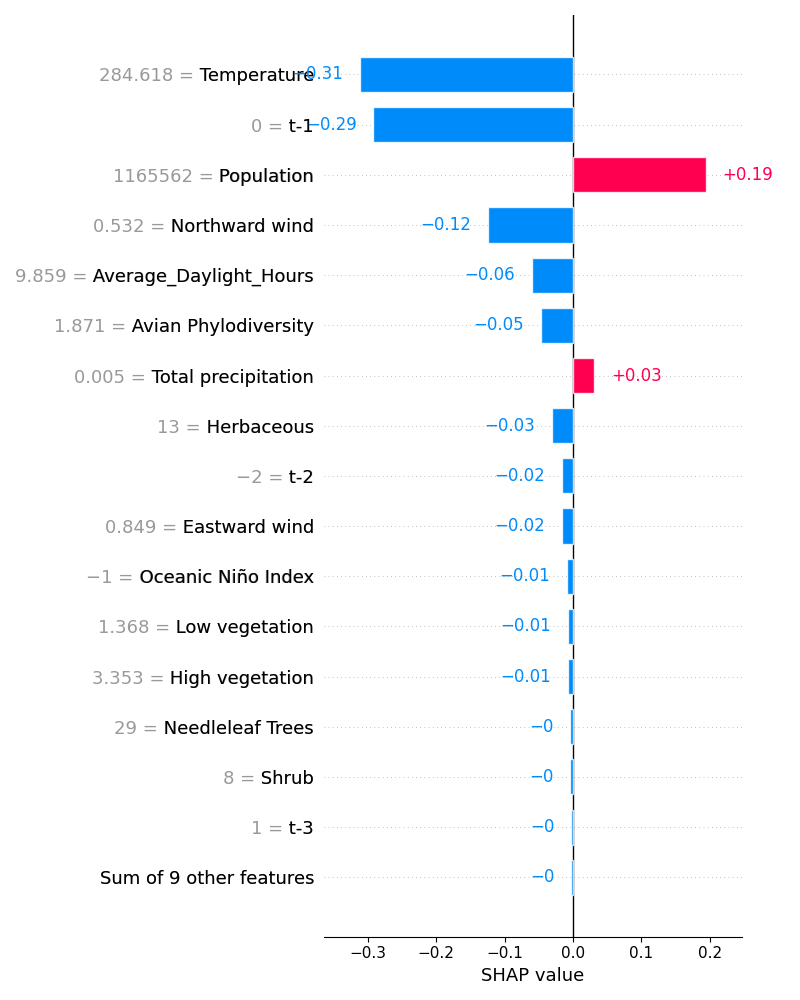 284.618 = Temperature −0.31
0 = t-1 −0.29
1165562 = Population +0.19
0.532 = Northward wind −0.12
9.859 = Average_Daylight_Hours −0.06
1.871 = Avian Phylodiversity −0.05
0.005 = Total precipitation +0.03
13 = Herbaceous −0.03
−2 = t-2 −0.02
0.849 = Eastward wind −0.02
−1 = Oceanic Niño Index −0.01
1.368 = Low vegetation −0.01
3.353 = High vegetation −0.01
29 = Needleleaf Trees −0
8 = Shrub −0
1 = t-3 −0
Sum of 9 other features −0
−0.3 −0.2 −0.1 0.0 0.1 0.2
SHAP value